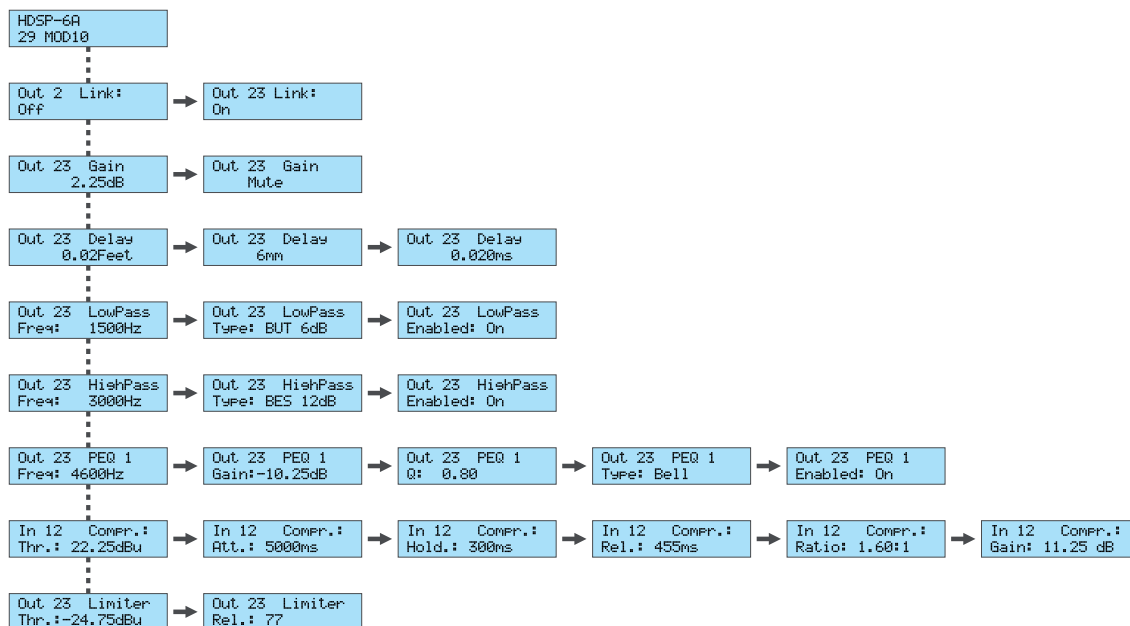 HDSP-6A
29 MOD10
Out 2 Link:
Off
Out 23 Link:
On
Out 23 Gain
2.25dB
Out 23 Gain
Mute
Out 23 Delay
0.02Feet
Out 23 Delay
6mm
Out 23 Delay
0.020ms
Out 23 LowPass
Freq: 1500Hz
Out 23 LowPass
Type: BUT 6dB
Out 23 LowPass
Enabled: On
Out 23 HighPass
Freq: 3000Hz
Out 23 HighPass
Type: BES 12dB
Out 23 HighPass
Enabled: On
Out 23 PEQ 1
Freq: 4600Hz
Out 23 PEQ 1
Gain:-10.25dB
Out 23 PEQ 1
Q: 0.80
Out 23 PEQ 1
Type: Bell
Out 23 PEQ 1
Enabled: On
In 12 Compr.:
Thr.: 22.25dBu
In 12 Compr.:
Att.: 5000ms
In 12 Compr.:
Hold.: 300ms
In 12 Compr.:
Rel.: 455ms
In 12 Compr.:
Ratio: 1.60:1
In 12 Compr.:
Gain: 11.25 dB
Out 23 Limiter
Thr.:-24.75dBu
Out 23 Limiter
Rel.: 77